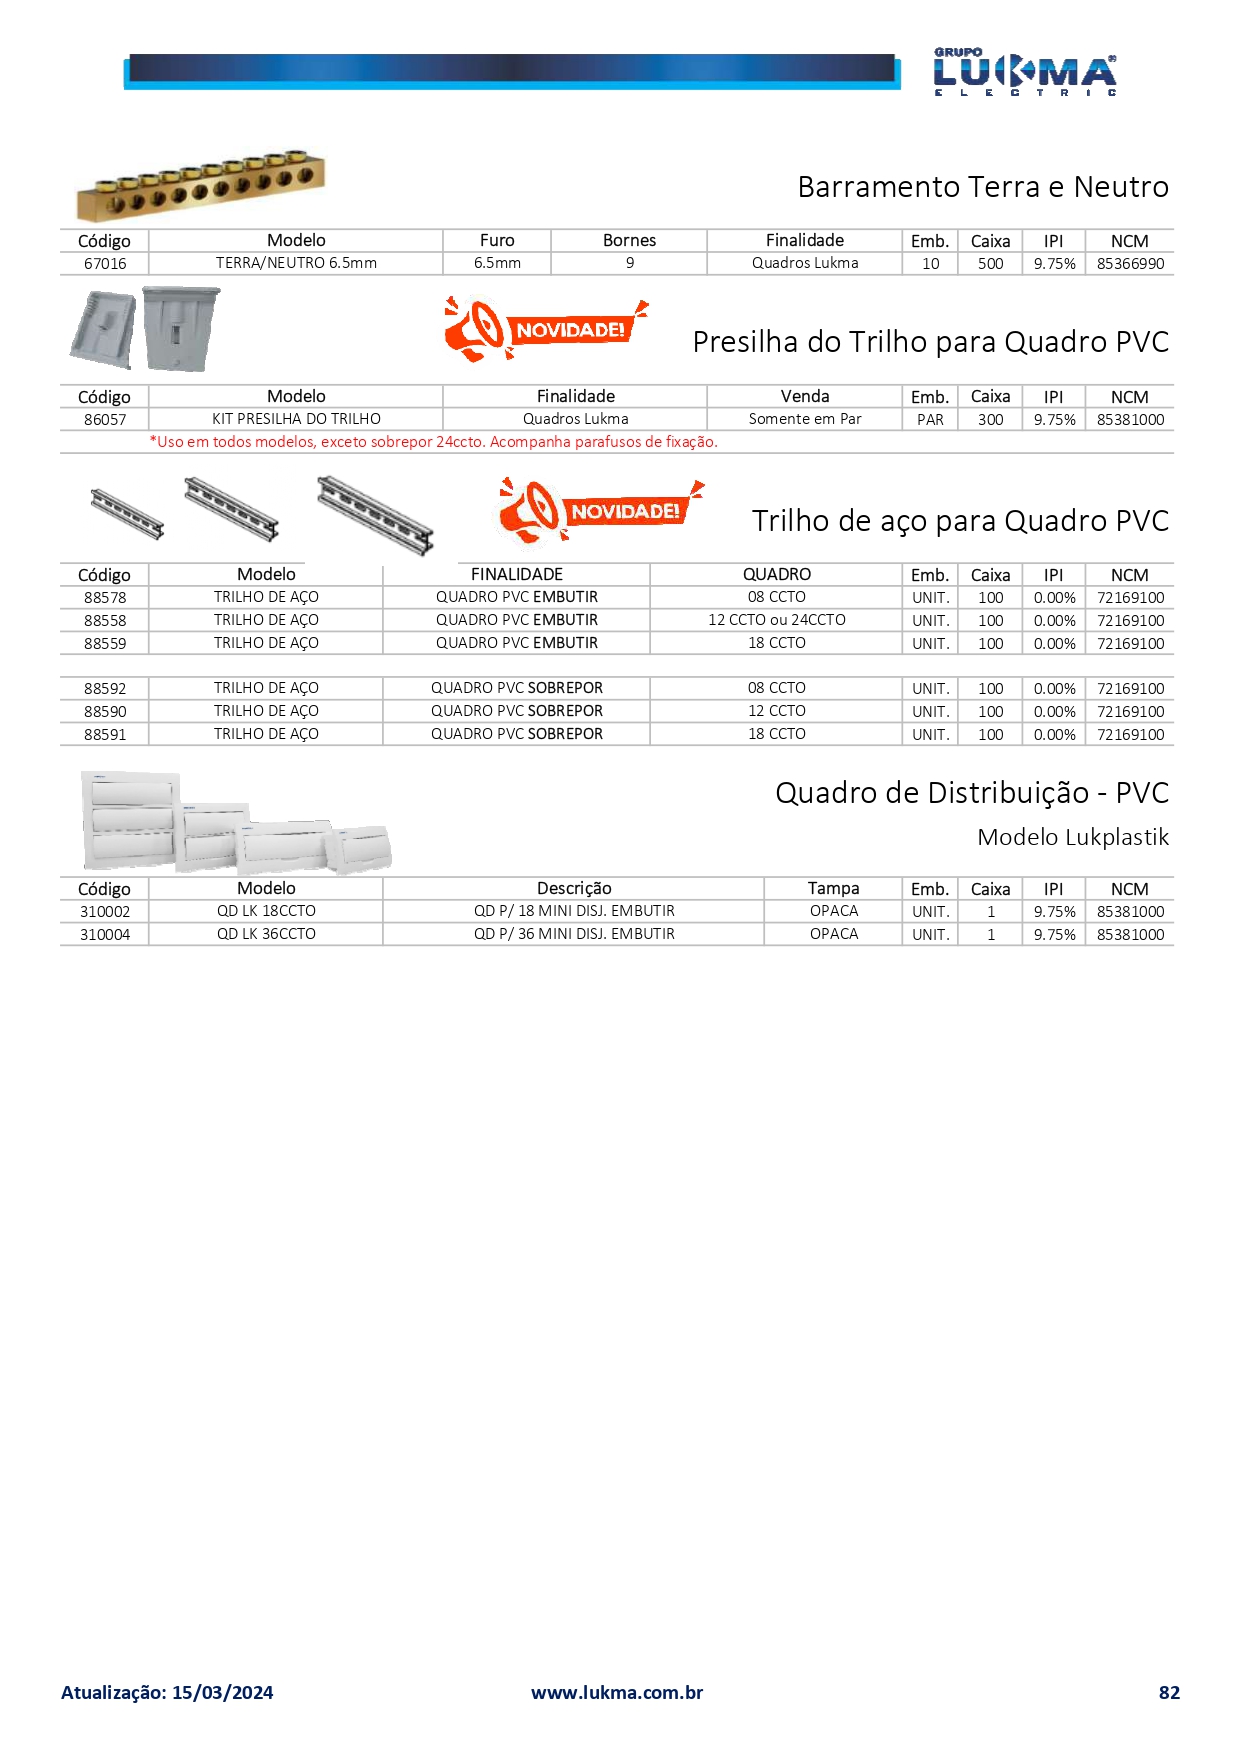 GRUPO
LUKMA®
ELECTRIC
Barramento Terra e Neutro
Código Modelo Furo Bornes Finalidade Emb. Caixa IPI NCM
67016 TERRA/NEUTRO 6.5mm 6.5mm 9 Quadros Lukma 10 500 9.75% 85366990
NOVIDADE!
Presilha do Trilho para Quadro PVC
Código Modelo Finalidade Venda Emb. Caixa IPI NCM
86057 KIT PRESILHA DO TRILHO Quadros Lukma Somente em Par PAR 300 9.75% 85381000
*Uso em todos modelos, exceto sobrepor 24ccto. Acompanha parafusos de fixação.
NOVIDADE!
Trilho de aço para Quadro PVC
Código Modelo FINALIDADE QUADRO Emb. Caixa IPI NCM
88578 TRILHO DE AÇO QUADRO PVC EMBUTIR 08 CCTO UNIT. 100 0.00% 72169100
88558 TRILHO DE AÇO QUADRO PVC EMBUTIR 12 CCTO ou 24CCTO UNIT. 100 0.00% 72169100
88559 TRILHO DE AÇO QUADRO PVC EMBUTIR 18 CCTO UNIT. 100 0.00% 72169100
88592 TRILHO DE AÇO QUADRO PVC SOBREPOR 08 CCTO UNIT. 100 0.00% 72169100
88590 TRILHO DE AÇO QUADRO PVC SOBREPOR 12 CCTO UNIT. 100 0.00% 72169100
88591 TRILHO DE AÇO QUADRO PVC SOBREPOR 18 CCTO UNIT. 100 0.00% 72169100
Quadro de Distribuição - PVC
Modelo Lukplastik
Código Modelo Descrição Tampa Emb. Caixa IPI NCM
310002 QD LK 18CCTO QD P/ 18 MINI DISJ. EMBUTIR OPACA UNIT. 1 9.75% 85381000
310004 QD LK 36CCTO QD P/ 36 MINI DISJ. EMBUTIR OPACA UNIT. 1 9.75% 85381000
Atualização: 15/03/2024 www.lukma.com.br 82